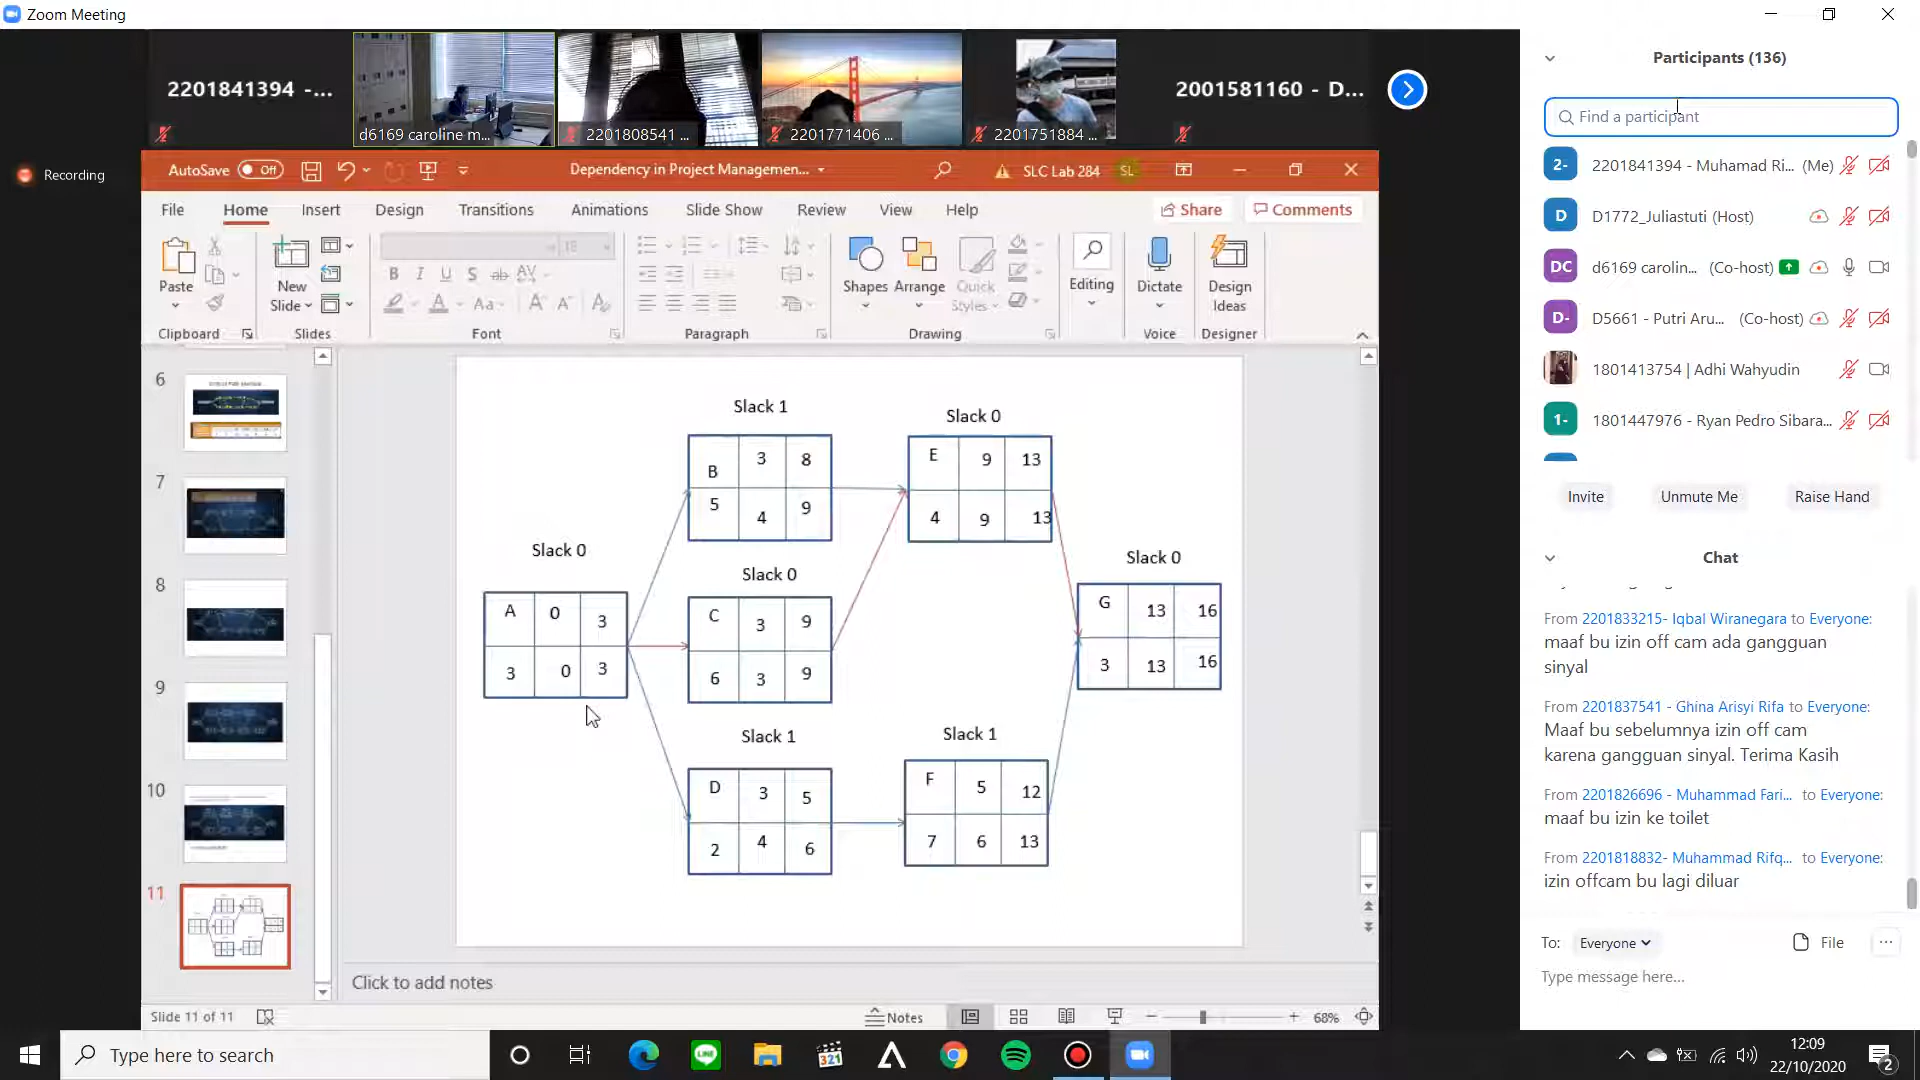 Zoom Meeting
2201841394 -...
d6169 caroline m...
2201808541 ...
2201771406 ...
2201751884 ...
2001581160 - D...
Recording
AutoSave Off
Dependency in Project Managemen...
SLC Lab 284
SL
File Home Insert Design Transitions Animations Slide Show Review View Help
Share
Comments
Paste
New
Slide
18
B I U S ab AV
A Aa A A A
Shapes
Arrange
Quick
Styles
Editing
Dictate
Design
Ideas
Clipboard Slides Font Paragraph Drawing Voice Designer
6
7
8
9
10
11
Slack 1
B 3 8
5 4 9
Slack 0
E 9 13
4 9 13
Slack 0
A 0 3
3 0 3
Slack 0
C 3 9
6 3 9
Slack 0
G 13 16
3 13 16
Slack 1
D 3 5
2 4 6
Slack 1
F 5 12
7 6 13
Click to add notes
Slide 11 of 11
Notes
68%
Participants (136)
Find a participant
2- 2201841394 - Muhamad Ri... (Me)
D D1772_Juliastuti (Host)
DC d6169 carolin... (Co-host)
D- D5661 - Putri Aru... (Co-host)
1801413754 | Adhi Wahyudin
1- 1801447976 - Ryan Pedro Sibara...
Invite
Unmute Me
Raise Hand
Chat
From 2201833215- Iqbal Wiranegara to Everyone:
maaf bu izin off cam ada gangguan
sinyal
From 2201837541 - Ghina Arisyi Rifa to Everyone:
Maaf bu sebelumnya izin off cam
karena gangguan sinyal. Terima Kasih
From 2201826696 - Muhammad Fari... to Everyone:
maaf bu izin ke toilet
From 2201818832- Muhammad Rifq... to Everyone:
izin offcam bu lagi diluar
To: Everyone
File
Type message here...
Type here to search
LINE
321
12:09
22/10/2020
2